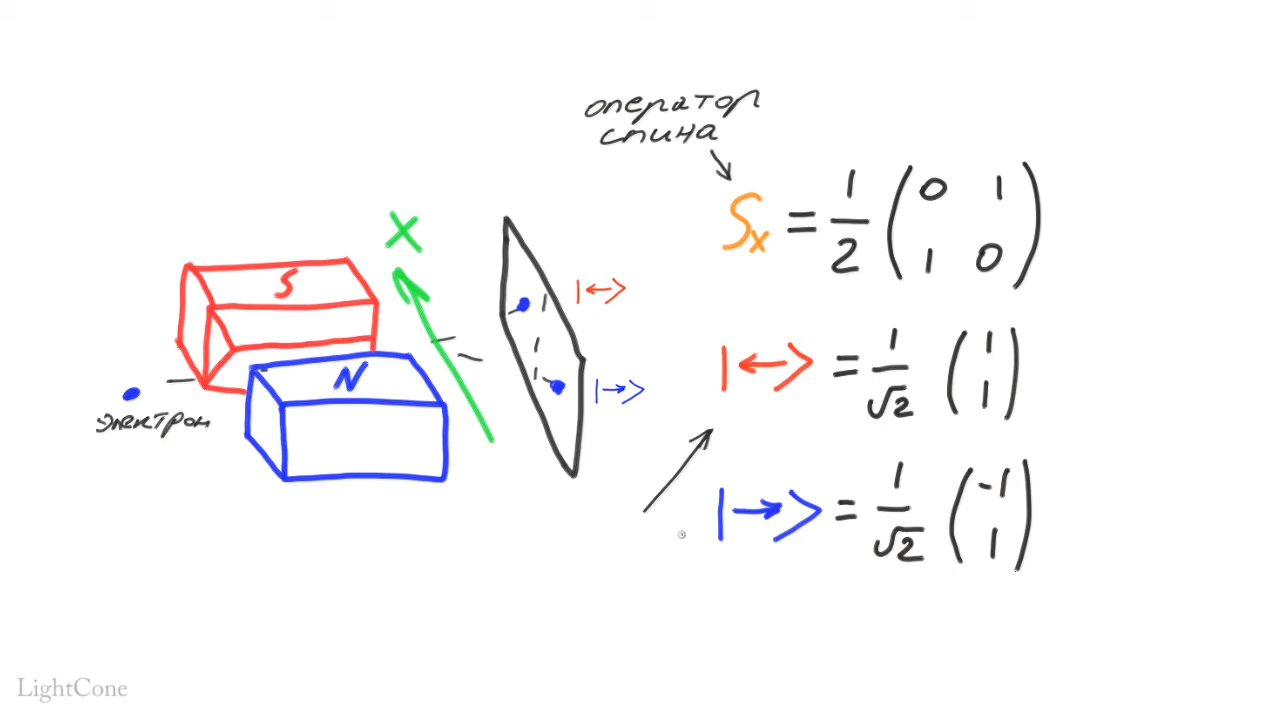 оператор
спина
Sx = 1/2 (0 1
1 0)
X
S
N
электрон
|←>
|→>
|←> = 1/√2 (1
1)
|→> = 1/√2 (-1
1)
LightCone